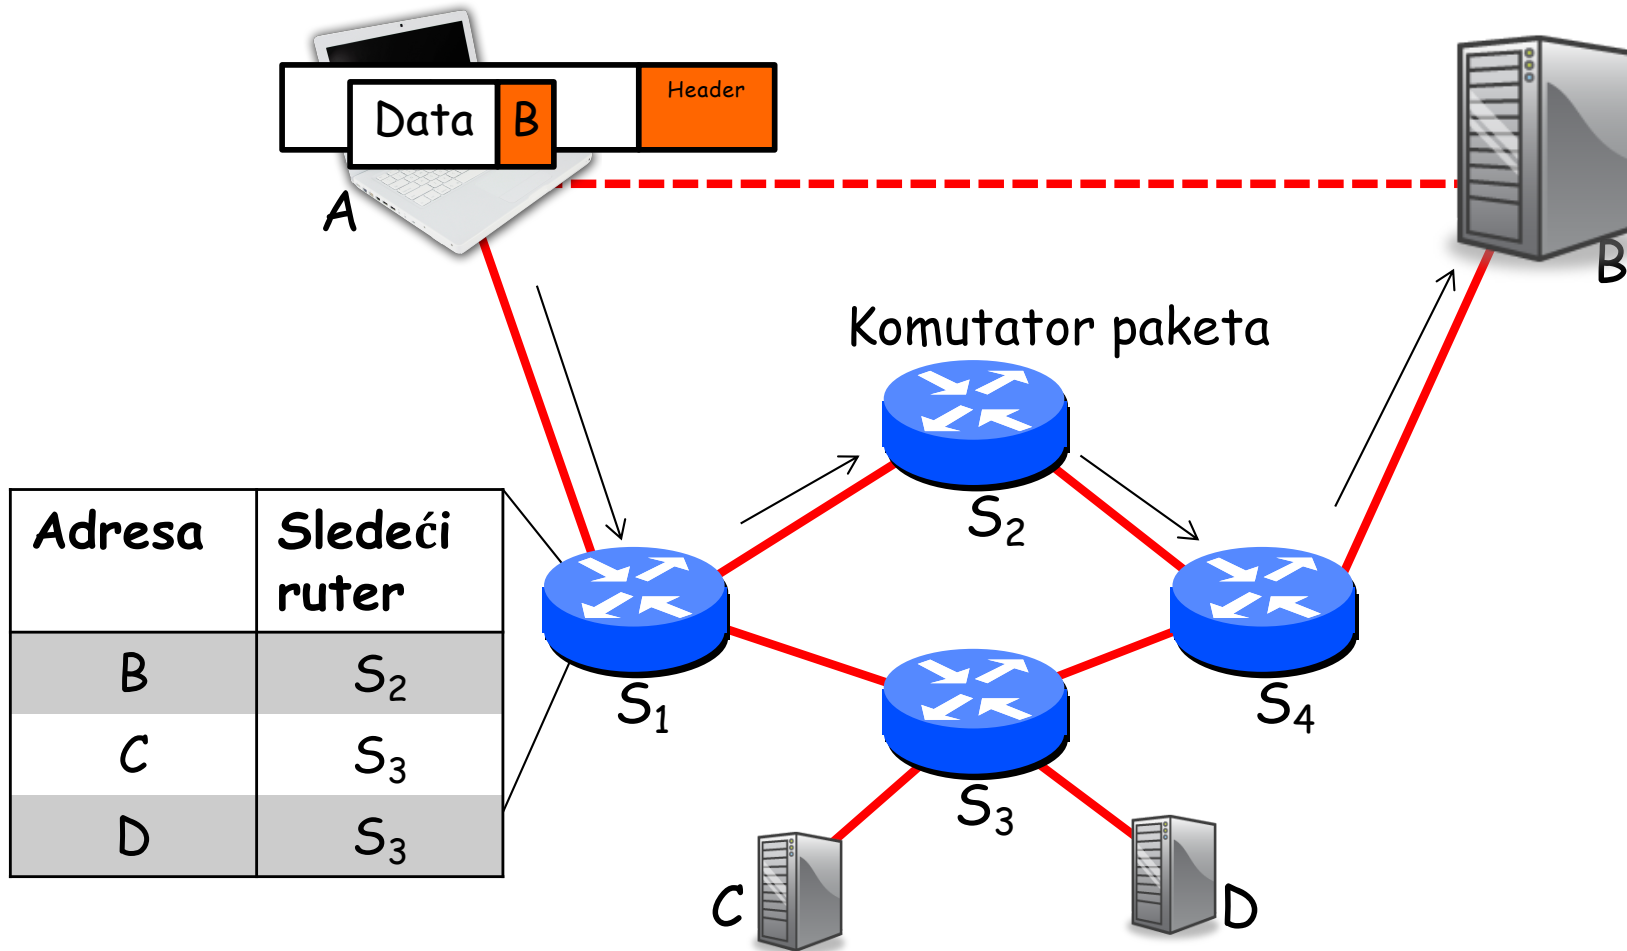 Header
Data B
A
B
Komutator paketa
S₂
Adresa Sledeći
ruter
B S₂
C S₃
D S₃
S₁
S₄
S₃
C
D